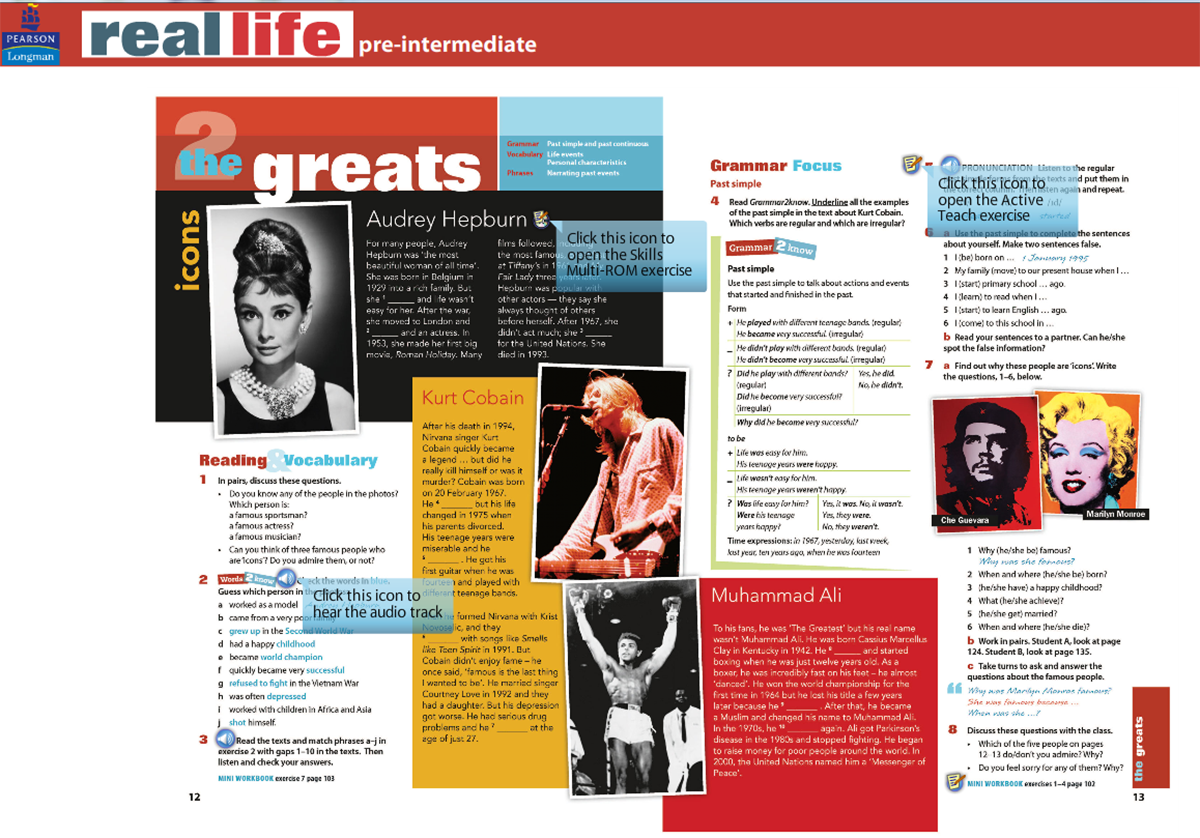 PEARSON
Longman
real life pre-intermediate
2
the greats
Grammar Past simple and past continuous
Vocabulary Life events
Personal characteristics
Phrases Narrating past events
icons
Audrey Hepburn
For many people, Audrey
Hepburn was 'the most
beautiful woman of all time'.
She was born in Belgium in
1929 into a rich family. But
she 1 ______ and life wasn't
easy for her. After the war,
she moved to London and
2 ______ and an actress. In
1953, she made her first big
movie, Roman Holiday. Many
films followed, including
the most famous
at Tiffany's in
Fair Lady three years
Hepburn was popular with
other actors — they say she
always thought of others
before herself. After 1967, she
didn't act much; she 3 ______
for the United Nations. She
died in 1993.
Click this icon to
open the Skills
Multi-ROM exercise
Kurt Cobain
After his death in 1994,
Nirvana singer Kurt
Cobain quickly became
a legend ... but did he
really kill himself or was it
murder? Cobain was born
on 20 February 1967.
He 4 ______ but his life
changed in 1975 when
his parents divorced.
His teenage years were
miserable and he
5 ______ . He got his
first guitar when he was
fourteen and played with
different teenage bands.
he formed Nirvana with Krist
Novoselic, and they
6 ______ with songs like Smells
like Teen Spirit in 1991. But
Cobain didn't enjoy fame – he
once said, 'famous is the last thing
I wanted to be'. He married singer
Courtney Love in 1992 and they
had a daughter. But his depression
got worse. He had serious drug
problems and he 7 ______ at the
age of just 27.
Reading & Vocabulary
1 In pairs, discuss these questions.
• Do you know any of the people in the photos?
Which person is:
a famous sportsman?
a famous actress?
a famous musician?
• Can you think of three famous people who
are 'icons'? Do you admire them, or not?
2 Words 2 know Check the words in blue.
Guess which person in the
a worked as a model
b came from a very poor family
c grew up in the Second World War
d had a happy childhood
e became world champion
f quickly became very successful
g refused to fight in the Vietnam War
h was often depressed
i worked with children in Africa and Asia
j shot himself.
Click this icon to
hear the audio track
3 Read the texts and match phrases a–j in
exercise 2 with gaps 1–10 in the texts. Then
listen and check your answers.
MINI WORKBOOK exercise 7 page 103
12
Muhammad Ali
To his fans, he was 'The Greatest' but his real name
wasn't Muhammad Ali. He was born Cassius Marcellus
Clay in Kentucky in 1942. He 8 ______ and started
boxing when he was just twelve years old. As a
boxer, he was incredibly fast on his feet – he almost
'danced'. He won the world championship for the
first time in 1964 but he lost his title a few years
later because he 9 ______ . After that, he became
a Muslim and changed his name to Muhammad Ali.
In the 1970s, he 10 ______ again. Ali got Parkinson's
disease in the 1980s and stopped fighting. He began
to raise money for poor people around the world. In
2000, the United Nations named him a 'Messenger of
Peace'.
Grammar Focus
Past simple
4 Read Grammar2know. Underline all the examples
of the past simple in the text about Kurt Cobain.
Which verbs are regular and which are irregular?
Grammar 2 know
Past simple
Use the past simple to talk about actions and events
that started and finished in the past.
Form
+ He played with different teenage bands. (regular)
He became very successful. (irregular)
– He didn't play with different bands. (regular)
He didn't become very successful. (irregular)
? Did he play with different bands? Yes, he did.
(regular) No, he didn't.
Did he become very successful?
(irregular)
Why did he become very successful?
to be
+ Life was easy for him.
His teenage years were happy.
– Life wasn't easy for him.
His teenage years weren't happy.
? Was life easy for him? Yes, it was. No, it wasn't.
Were his teenage Yes, they were.
years happy? No, they weren't.
Time expressions: in 1967, yesterday, last week,
last year, ten years ago, when he was fourteen
PRONUNCIATION Listen to the regular
from the texts and put them in
the correct column. Then listen again and repeat.
/ɪd/
started
Click this icon to
open the Active
Teach exercise
6 a Use the past simple to complete the sentences
about yourself. Make two sentences false.
1 I (be) born on ... 1 January 1995
2 My family (move) to our present house when I ...
3 I (start) primary school ... ago.
4 I (learn) to read when I ...
5 I (start) to learn English ... ago.
6 I (come) to this school in ...
b Read your sentences to a partner. Can he/she
spot the false information?
7 a Find out why these people are 'icons'. Write
the questions, 1–6, below.
Che Guevara
Marilyn Monroe
1 Why (he/she be) famous?
Why was she famous?
2 When and where (he/she be) born?
3 (he/she have) a happy childhood?
4 What (he/she achieve)?
5 (he/she get) married?
6 When and where (he/she die)?
b Work in pairs. Student A, look at page
124. Student B, look at page 135.
c Take turns to ask and answer the
questions about the famous people.
Why was Marilyn Monroe famous?
She was famous because ...
When was she ...?
8 Discuss these questions with the class.
• Which of the five people on pages
12–13 do/don't you admire? Why?
• Do you feel sorry for any of them? Why?
MINI WORKBOOK exercises 1–4 page 102
the greats
13